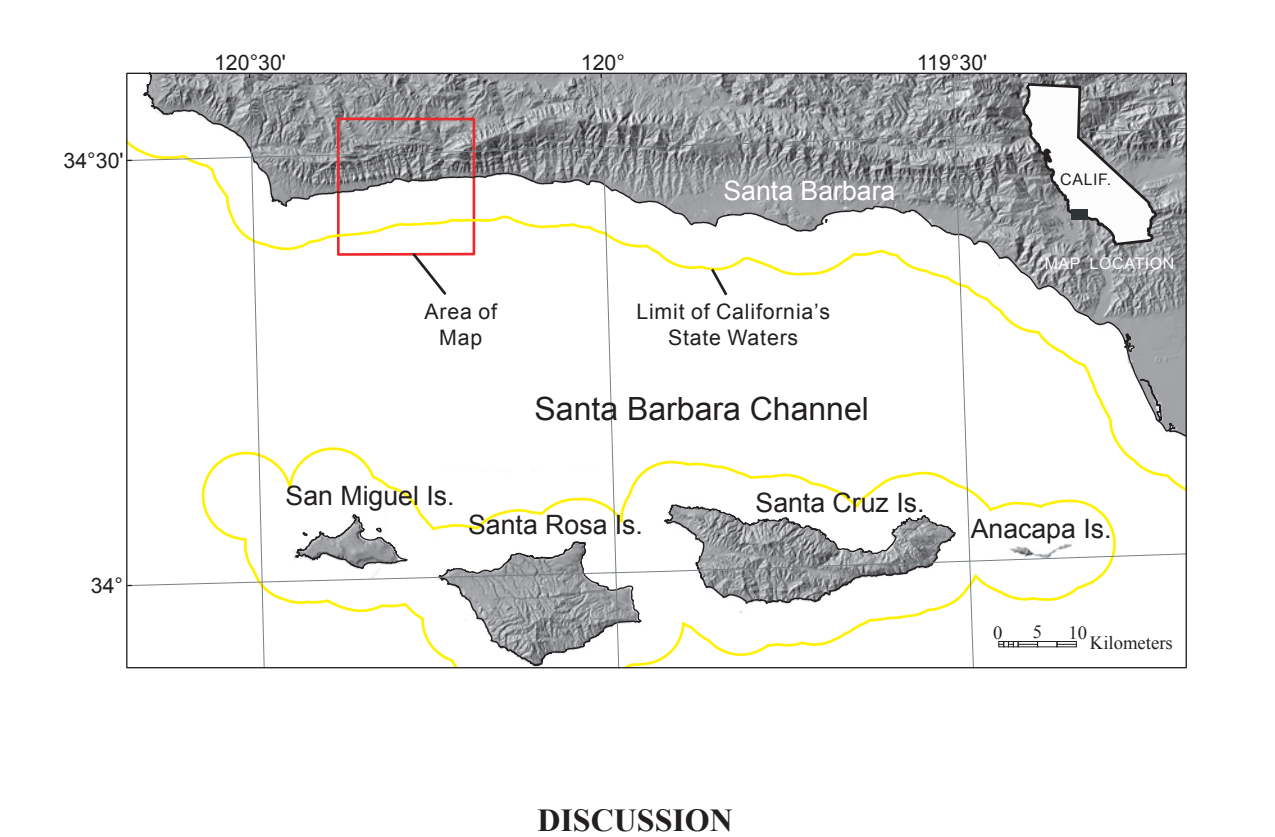 120°30'
120°
119°30'
34°30'
Santa Barbara
CALIF.
MAP LOCATION
Area of
Map
Limit of California’s
State Waters
Santa Barbara Channel
San Miguel Is.
Santa Rosa Is.
Santa Cruz Is.
Anacapa Is.
34°
0 5 10 Kilometers
DISCUSSION